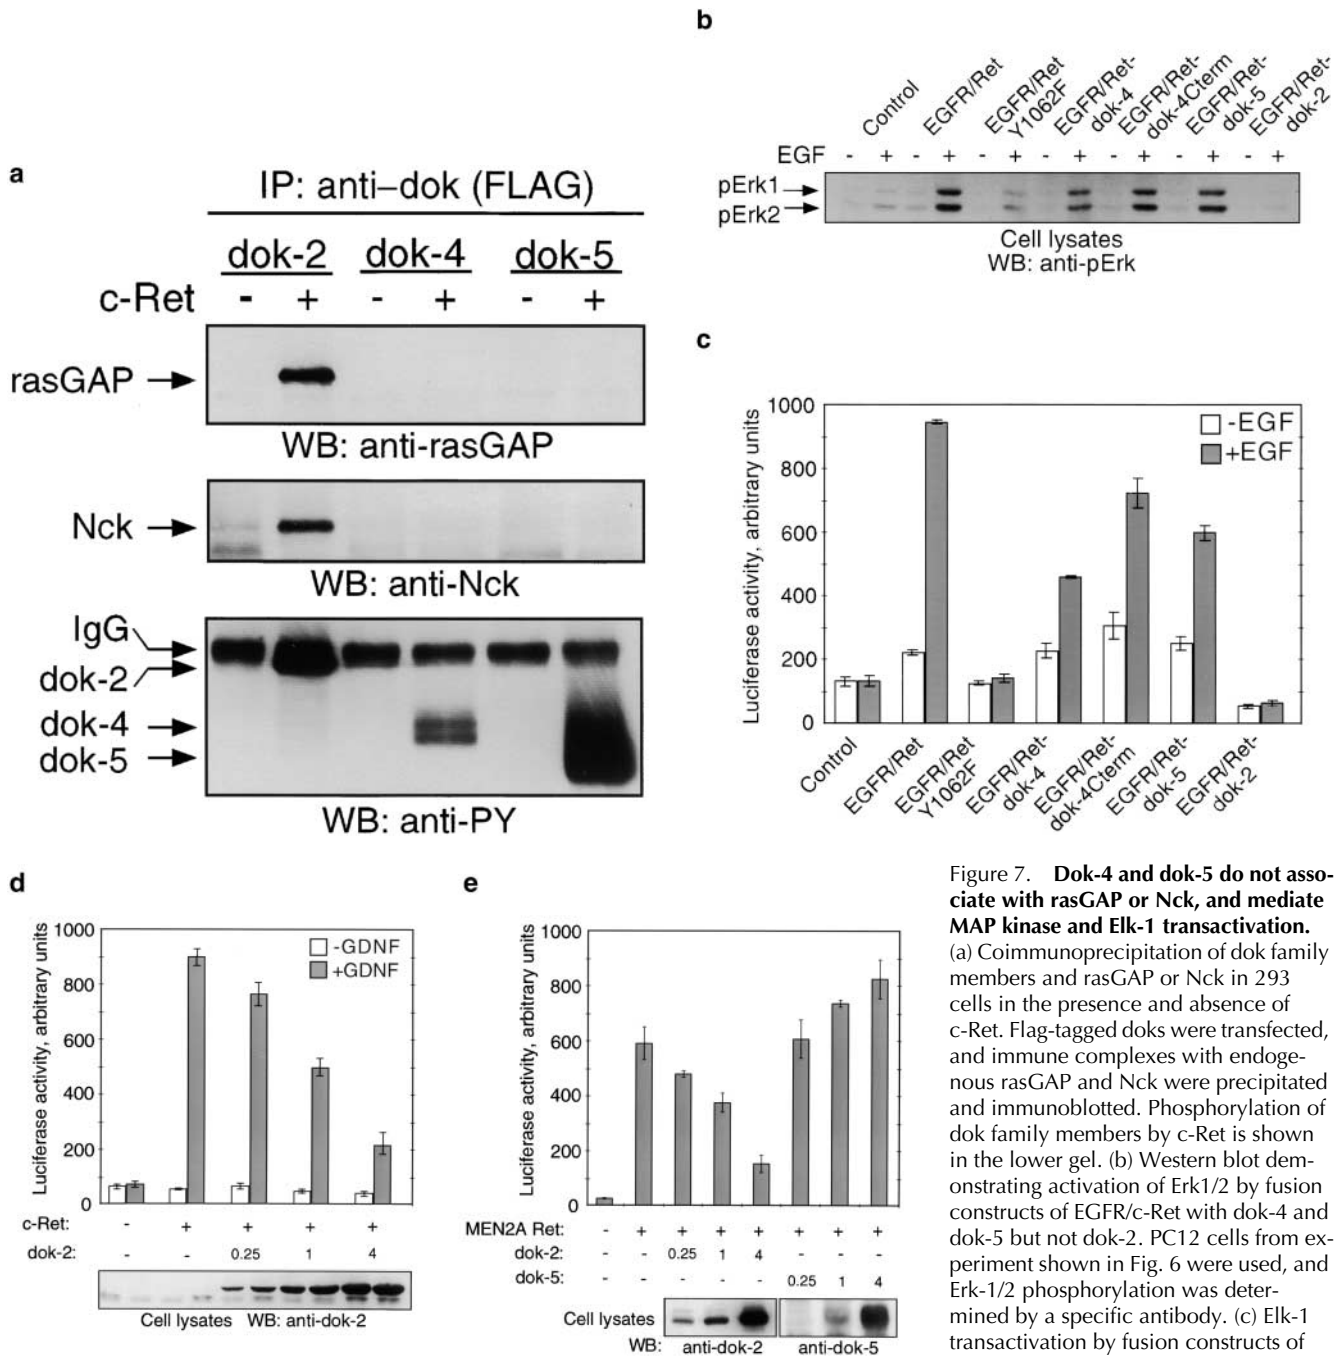 a
IP: anti–dok (FLAG)
dok-2 dok-4 dok-5
c-Ret - + - + - +
rasGAP
WB: anti-rasGAP
Nck
WB: anti-Nck
IgG
dok-2
dok-4
dok-5
WB: anti-PY
b
Control
EGFR/Ret
EGFR/Ret Y1062F
EGFR/Ret-dok-4
EGFR/Ret-dok-4Cterm
EGFR/Ret-dok-5
EGFR/Ret-dok-2
EGF - + - + - + - + - + - + - +
pErk1
pErk2
Cell lysates
WB: anti-pErk
c
Luciferase activity, arbitrary units
1000
800
600
400
200
0
-EGF
+EGF
Control
EGFR/Ret
EGFR/Ret Y1062F
EGFR/Ret-dok-4
EGFR/Ret-dok-4Cterm
EGFR/Ret-dok-5
EGFR/Ret-dok-2
d
Luciferase activity, arbitrary units
1000
800
600
400
200
0
-GDNF
+GDNF
c-Ret: - + + + +
dok-2: - - 0.25 1 4
Cell lysates WB: anti-dok-2
e
Luciferase activity, arbitrary units
1000
800
600
400
200
0
MEN2A Ret: - + + + + + + +
dok-2: - - 0.25 1 4 - - -
dok-5: - - - - - 0.25 1 4
Cell lysates
WB: anti-dok-2 anti-dok-5
Figure 7. Dok-4 and dok-5 do not asso-
ciate with rasGAP or Nck, and mediate
MAP kinase and Elk-1 transactivation.
(a) Coimmunoprecipitation of dok family
members and rasGAP or Nck in 293
cells in the presence and absence of
c-Ret. Flag-tagged doks were transfected,
and immune complexes with endoge-
nous rasGAP and Nck were precipitated
and immunoblotted. Phosphorylation of
dok family members by c-Ret is shown
in the lower gel. (b) Western blot dem-
onstrating activation of Erk1/2 by fusion
constructs of EGFR/c-Ret with dok-4 and
dok-5 but not dok-2. PC12 cells from ex-
periment shown in Fig. 6 were used, and
Erk-1/2 phosphorylation was deter-
mined by a specific antibody. (c) Elk-1
transactivation by fusion constructs of